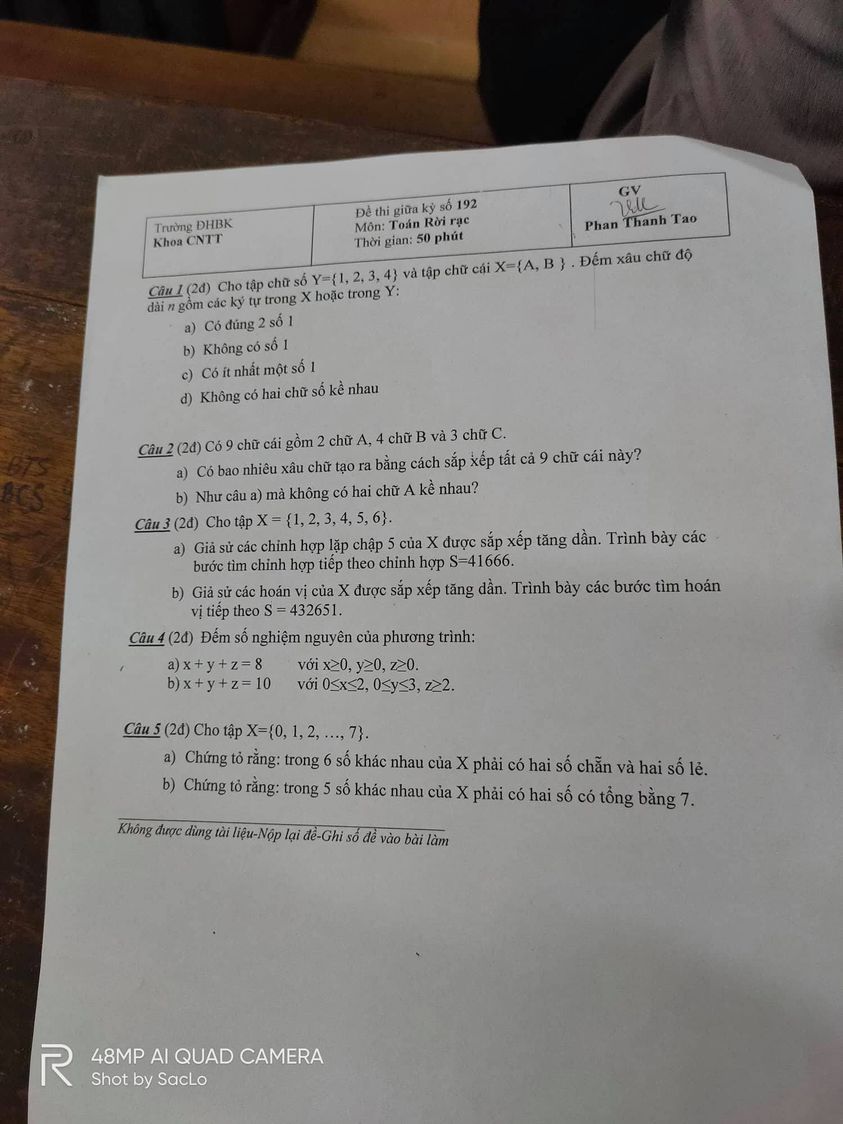 Trường ĐHBK
Khoa CNTT
Đề thi giữa kỳ số 192
Môn: Toán Rời rạc
Thời gian: 50 phút
GV
Phan Thanh Tao
Câu 1 (2đ) Cho tập chữ số Y={1, 2, 3, 4} và tập chữ cái X={A, B } . Đếm xâu chữ độ
dài n gồm các ký tự trong X hoặc trong Y:
a) Có đúng 2 số 1
b) Không có số 1
c) Có ít nhất một số 1
d) Không có hai chữ số kề nhau
Câu 2 (2đ) Có 9 chữ cái gồm 2 chữ A, 4 chữ B và 3 chữ C.
a) Có bao nhiêu xâu chữ tạo ra bằng cách sắp xếp tất cả 9 chữ cái này?
b) Như câu a) mà không có hai chữ A kề nhau?
Câu 3 (2đ) Cho tập X = {1, 2, 3, 4, 5, 6}.
a) Giả sử các chỉnh hợp lặp chập 5 của X được sắp xếp tăng dần. Trình bày các
bước tìm chỉnh hợp tiếp theo chỉnh hợp S=41666.
b) Giả sử các hoán vị của X được sắp xếp tăng dần. Trình bày các bước tìm hoán
vị tiếp theo S = 432651.
Câu 4 (2đ) Đếm số nghiệm nguyên của phương trình:
a) x + y + z = 8 với x≥0, y≥0, z≥0.
b) x + y + z = 10 với 0≤x≤2, 0≤y≤3, z≥2.
Câu 5 (2đ) Cho tập X={0, 1, 2, …, 7}.
a) Chứng tỏ rằng: trong 6 số khác nhau của X phải có hai số chẵn và hai số lẻ.
b) Chứng tỏ rằng: trong 5 số khác nhau của X phải có hai số có tổng bằng 7.
Không được dùng tài liệu-Nộp lại đề-Ghi số đề vào bài làm
BTS
BCS
48MP AI QUAD CAMERA
Shot by SacLo